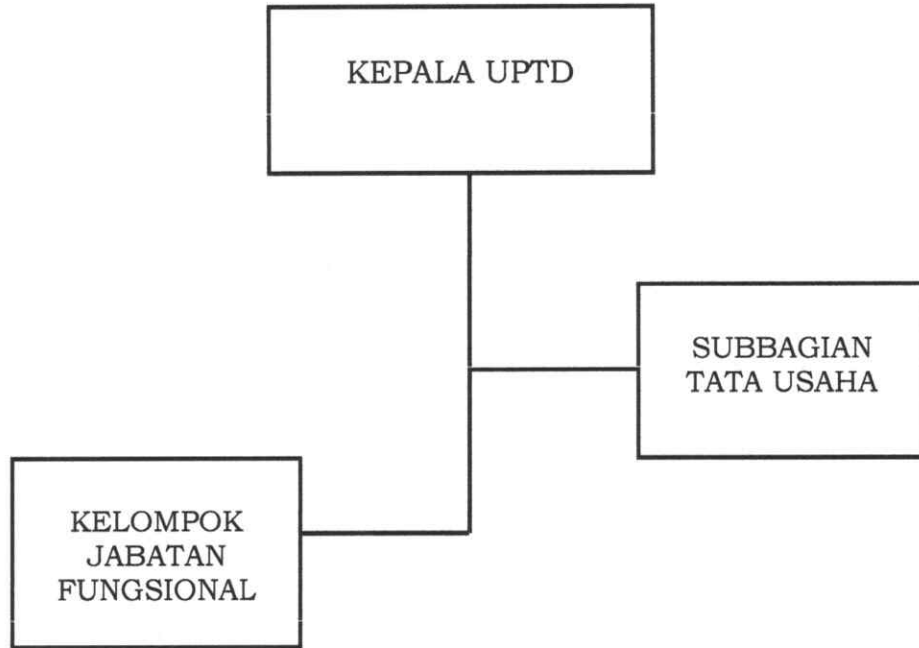 KEPALA UPTD
SUBBAGIAN
TATA USAHA
KELOMPOK
JABATAN
FUNGSIONAL